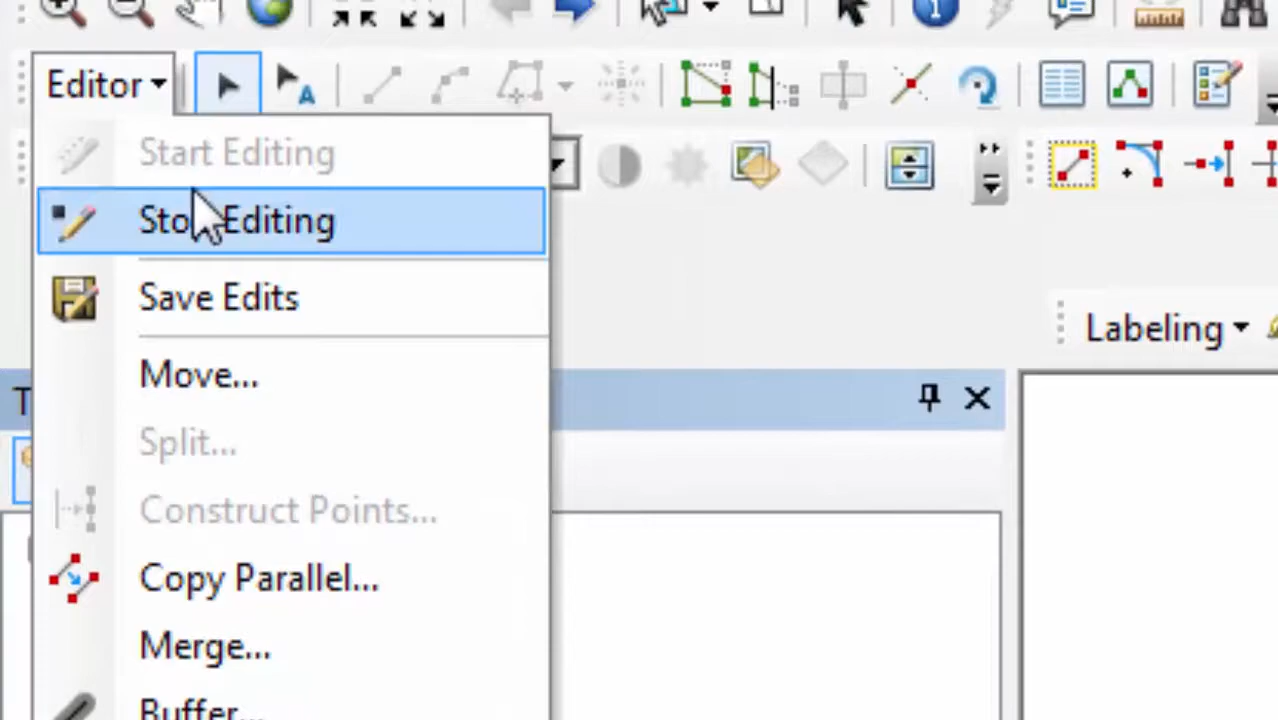 Editor
Start Editing
Stop Editing
Save Edits
Labeling
Move...
T
Split...
Construct Points...
Copy Parallel...
Merge...
Buffer...